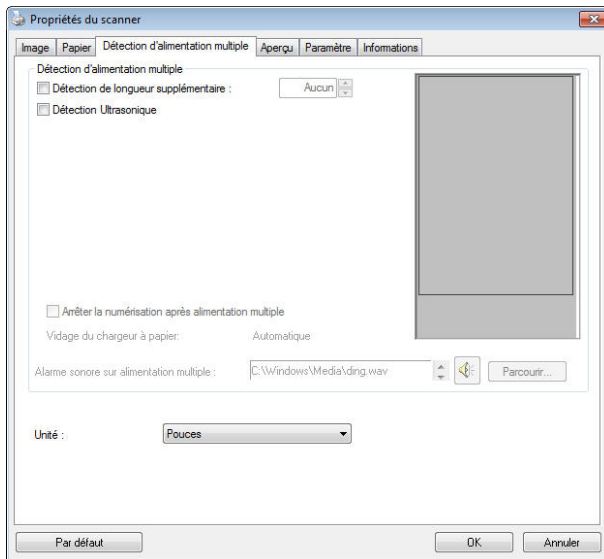 Propriétés du scanner
Image Papier Détection d'alimentation multiple Aperçu Paramètre Informations
Détection d'alimentation multiple
Détection de longueur supplémentaire : Aucun
Détection Ultrasonique
Arrêter la numérisation après alimentation multiple
Vidage du chargeur à papier: Automatique
Alarme sonore sur alimentation multiple : C:\Windows\Media\ding.wav Parcourir...
Unité : Pouces
Par défaut OK Annuler